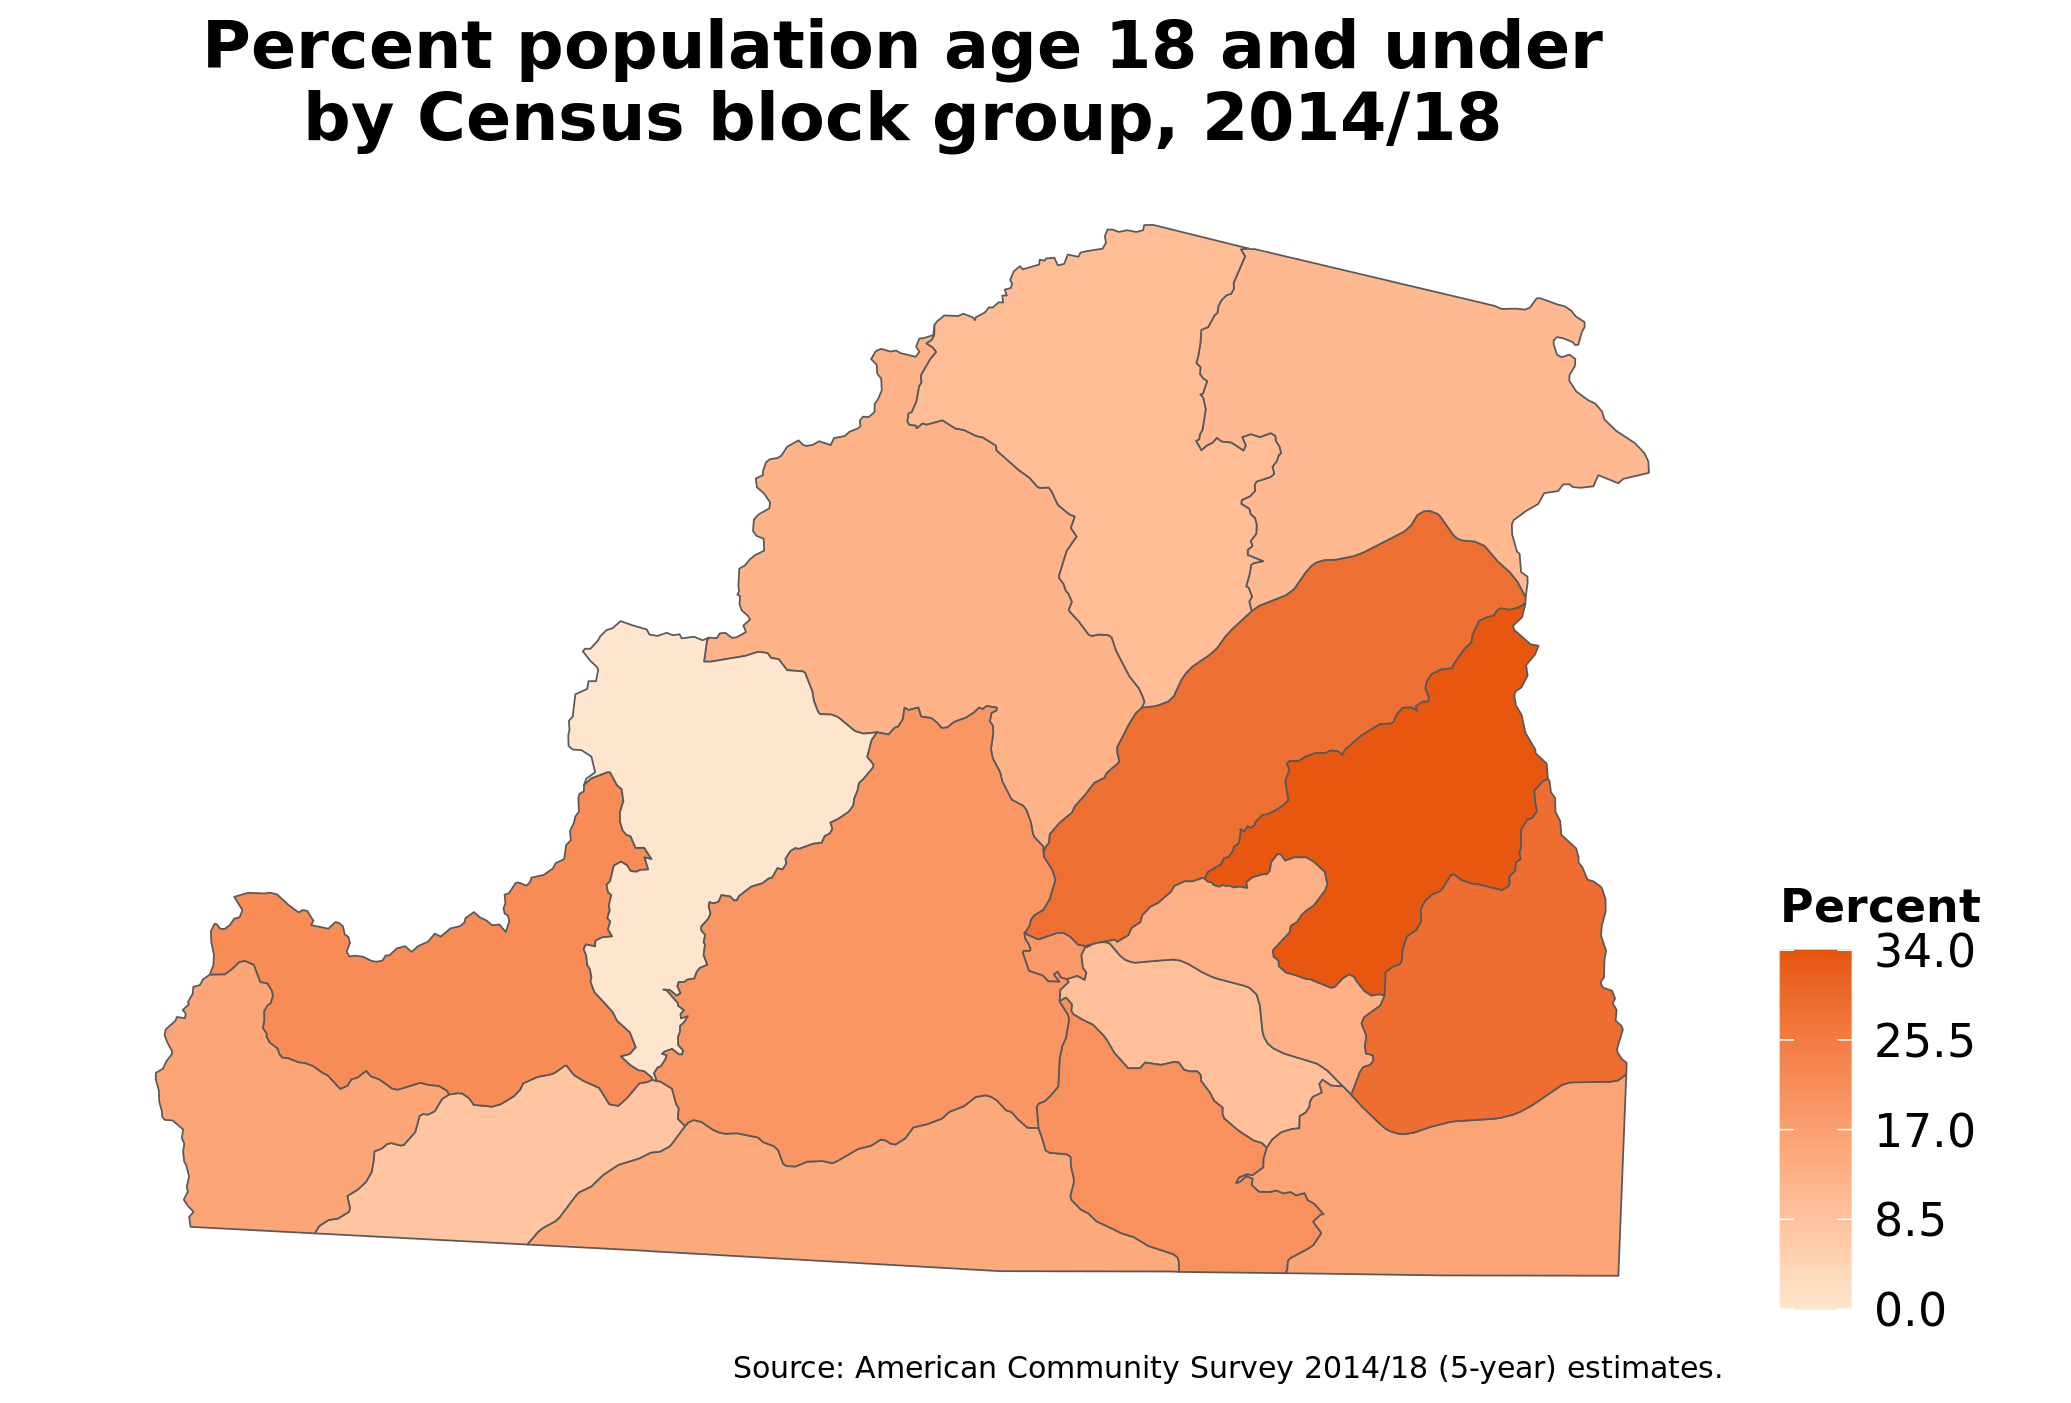 Percent population age 18 and under
by Census block group, 2014/18
Percent
34.0
25.5
17.0
8.5
0.0
Source: American Community Survey 2014/18 (5-year) estimates.